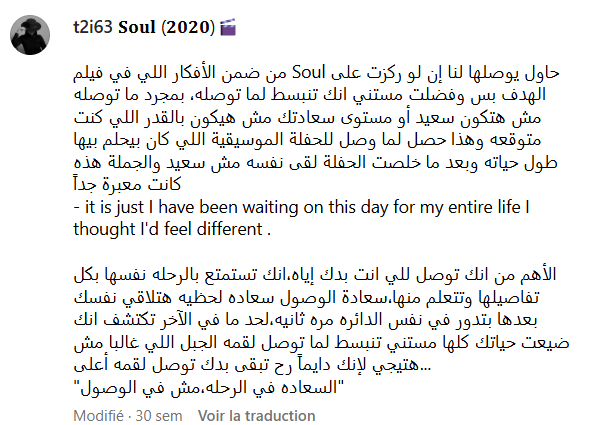 t2i63 Soul (2020) 🎬
حاول يوصلها لنا إن لو ركزت على Soul من ضمن الأفكار اللي في فيلم
الهدف بس وفضلت مستني انك تنبسط لما توصله، بمجرد ما توصله
مش هتكون سعيد أو مستوى سعادتك مش هيكون بالقدر اللي كنت
متوقعه وهذا حصل لما وصل للحفلة الموسيقية اللي كان بيحلم بيها
طول حياته وبعد ما خلصت الحفلة لقى نفسه مش سعيد والجملة هذه
كانت معبرة جداً
- it is just I have been waiting on this day for my entire life I
thought I'd feel different .
الأهم من انك توصل للي انت بدك إياه،انك تستمتع بالرحله نفسها بكل
تفاصيلها وتتعلم منها،سعادة الوصول سعاده لحظيه هتلاقي نفسك
بعدها بتدور في نفس الدائره مره ثانيه،لحد ما في الآخر تكتشف انك
ضيعت حياتك كلها مستني تنبسط لما توصل لقمه الجبل اللي غالبا مش
هتيجي لإنك دايماً رح تبقى بدك توصل لقمه أعلى...
"السعاده في الرحله،مش في الوصول"
Modifié · 30 sem Voir la traduction